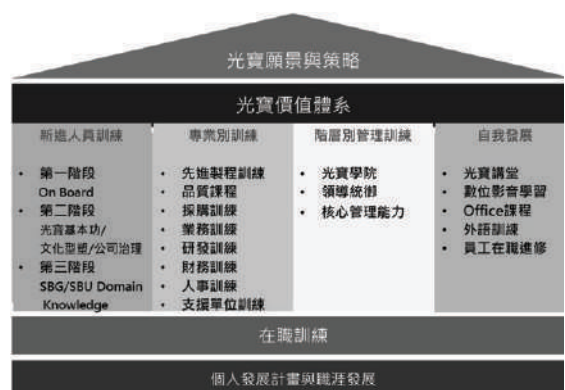 光寶願景與策略
光寶價值體系
新進人員訓練
• 第一階段
On Board
• 第二階段
光寶基本功/
文化型塑/公司治理
• 第三階段
SBG/SBU Domain
Knowledge
專業別訓練
• 先進製程訓練
• 品質課程
• 採購訓練
• 業務訓練
• 研發訓練
• 財務訓練
• 人事訓練
• 支援單位訓練
階層別管理訓練
• 光寶學院
• 領導統御
• 核心管理能力
自我發展
• 光寶講堂
• 數位影音學習
• Office課程
• 外語訓練
• 員工在職進修
在職訓練
個人發展計畫與職涯發展